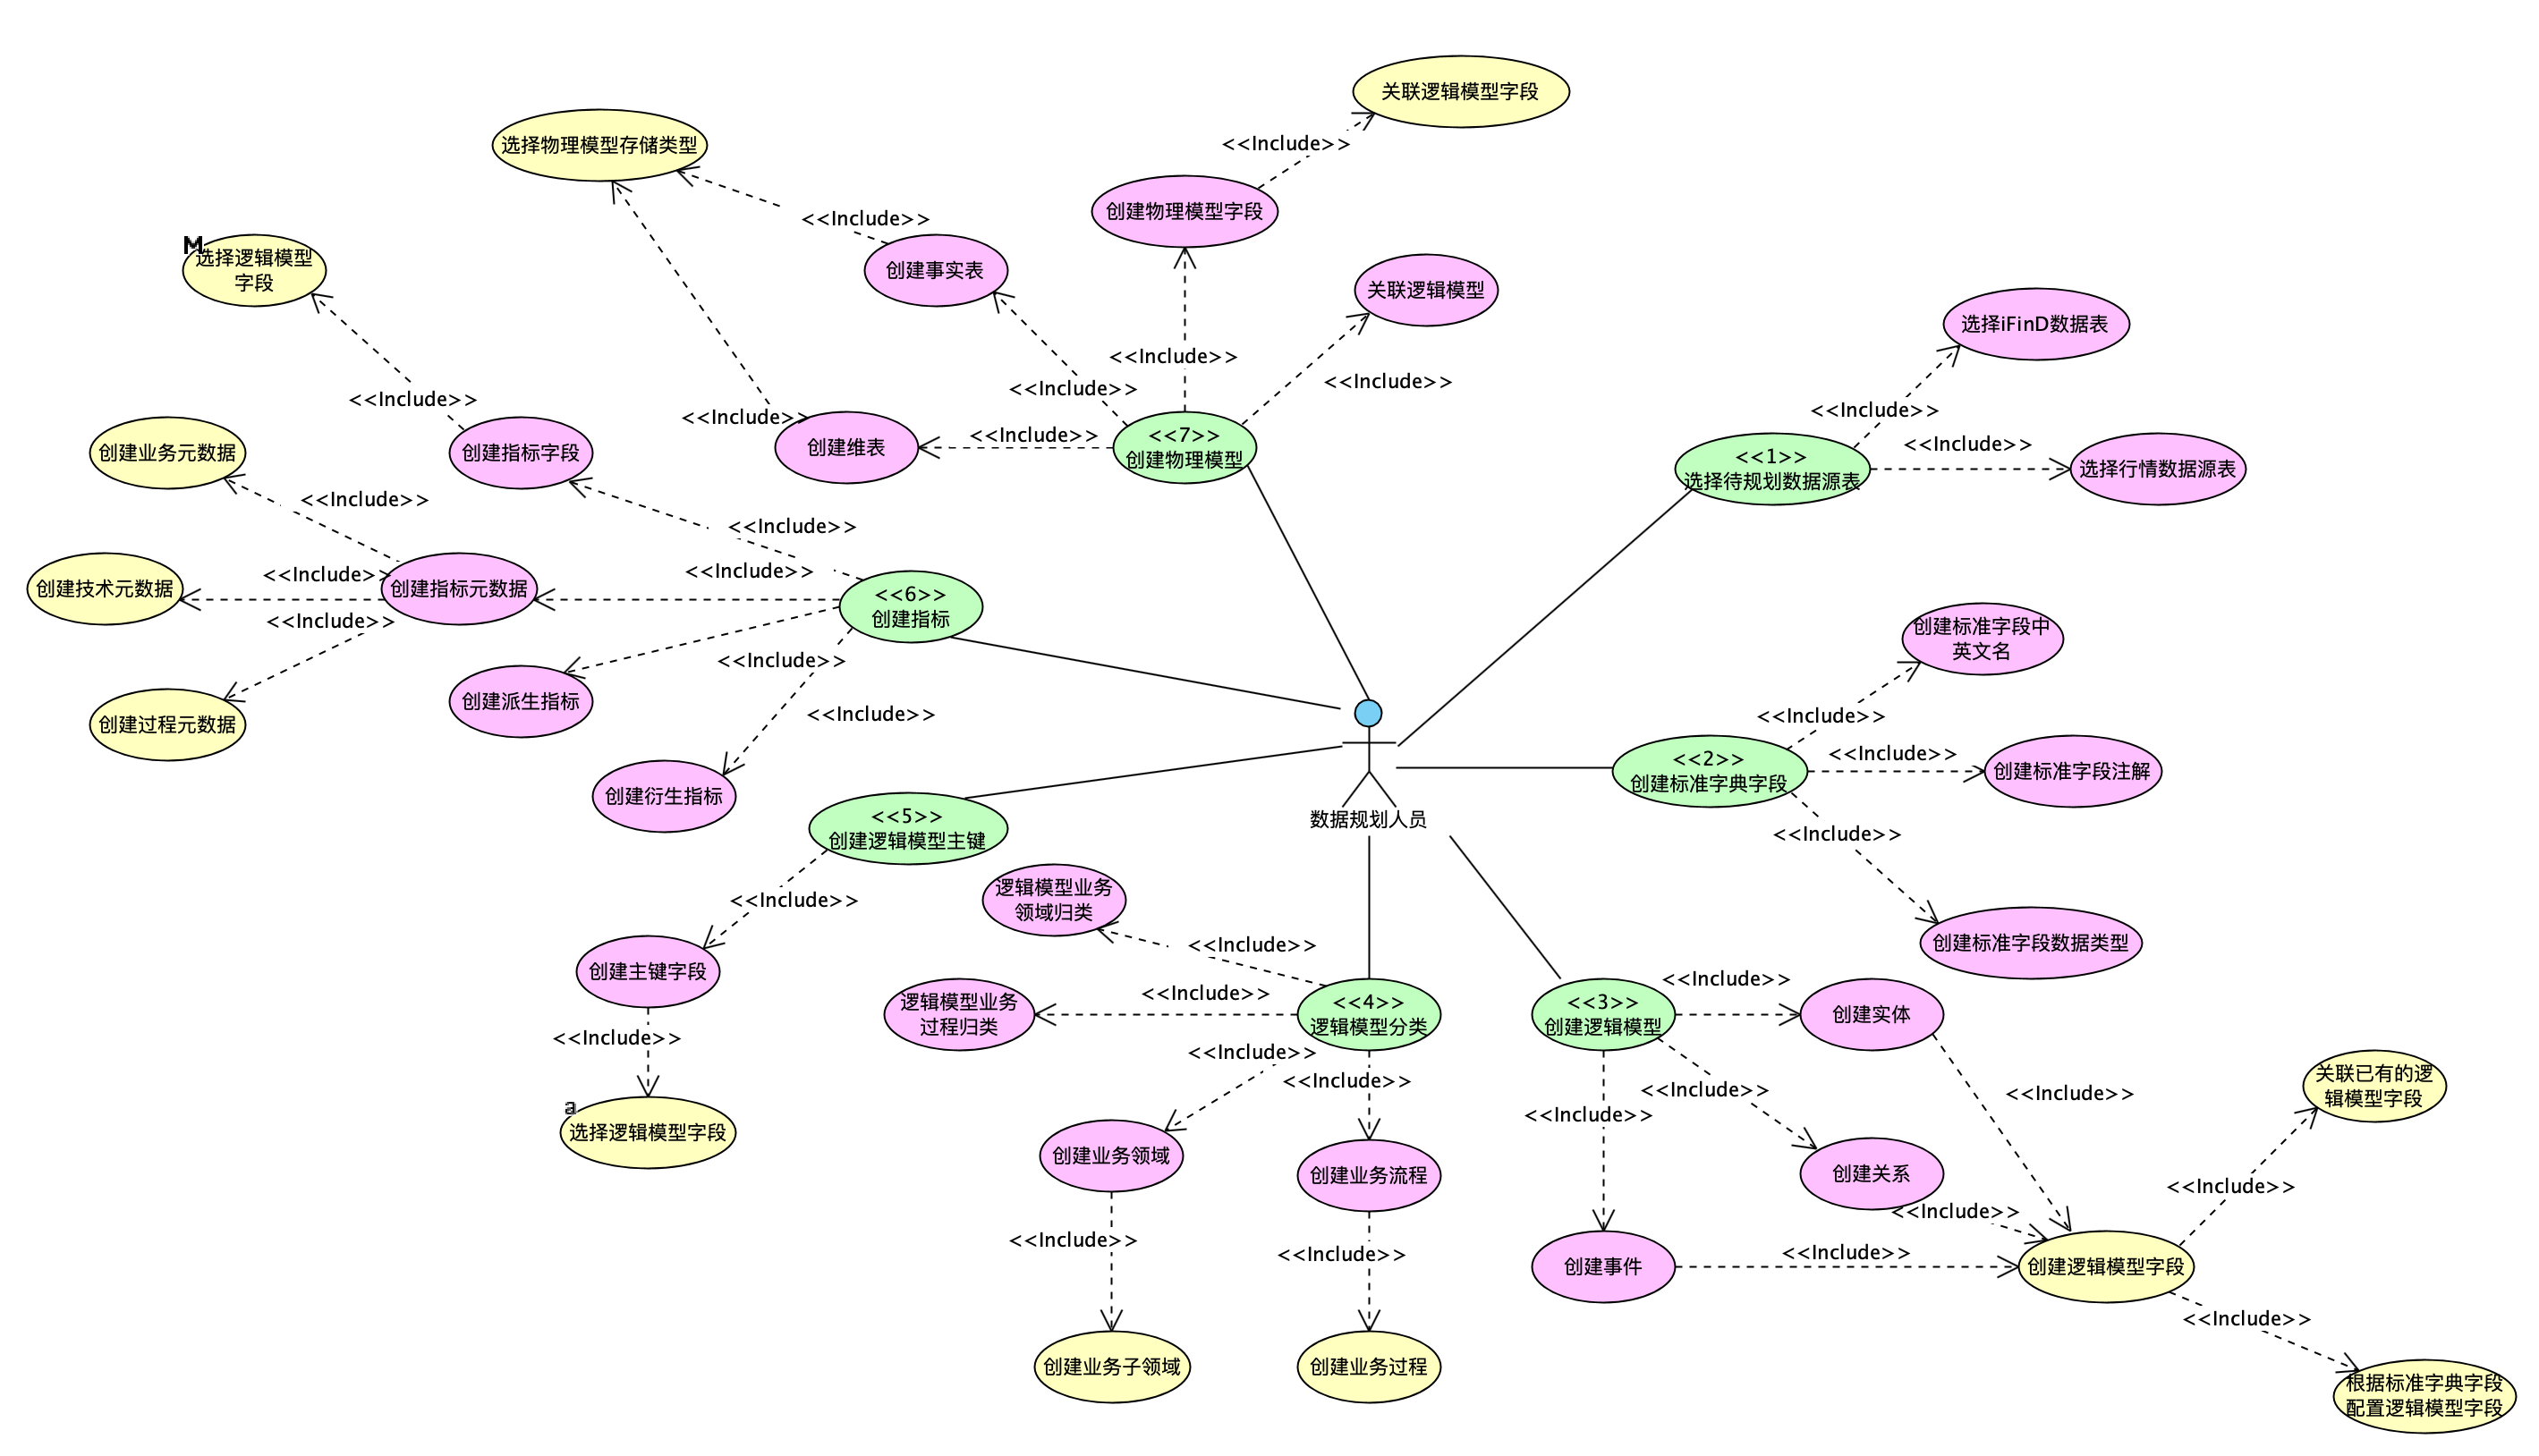 关联逻辑模型字段
选择物理模型存储类型
<<Include>>
创建物理模型字段
<<Include>>
M
选择逻辑模型
字段
创建事实表
关联逻辑模型
选择iFinD数据表
<<Include>>
<<Include>>
<<Include>>
<<Include>>
<<Include>>
<<Include>>
<<Include>>
<<Include>>
<<Include>>
创建业务元数据
创建指标字段
创建维表
<<7>>
创建物理模型
<<1>>
选择待规划数据源表
选择行情数据源表
<<Include>>
<<Include>>
<<Include>>
<<Include>>
创建技术元数据
创建指标元数据
<<6>>
创建指标
<<Include>>
创建标准字段中
英文名
<<Include>>
创建派生指标
创建过程元数据
<<Include>>
<<Include>>
<<Include>>
<<2>>
创建标准字典字段
创建标准字段注解
创建衍生指标
数据规划人员
<<5>>
创建逻辑模型主键
<<Include>>
<<Include>>
逻辑模型业务
领域归类
创建标准字段数据类型
<<Include>>
创建主键字段
<<Include>>
<<Include>>
逻辑模型业务
过程归类
<<4>>
逻辑模型分类
<<3>>
创建逻辑模型
创建实体
<<Include>>
<<Include>>
<<Include>>
<<Include>>
<<Include>>
<<Include>>
关联已有的逻
辑模型字段
a
选择逻辑模型字段
创建业务领域
创建业务流程
创建关系
<<Include>>
<<Include>>
<<Include>>
<<Include>>
<<Include>>
创建事件
创建逻辑模型字段
<<Include>>
创建业务子领域
创建业务过程
根据标准字典字段
配置逻辑模型字段